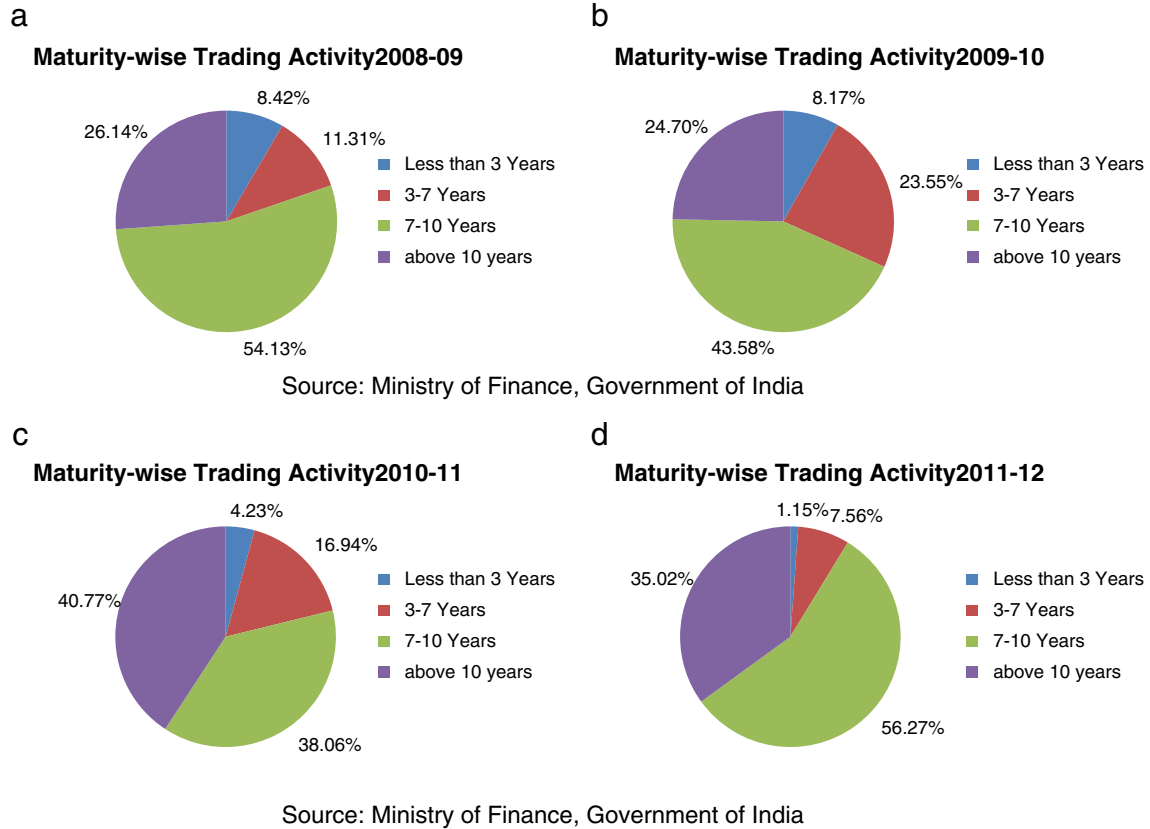 a
Maturity-wise Trading Activity2008-09
8.42%
11.31%
54.13%
26.14%
Less than 3 Years
3-7 Years
7-10 Years
above 10 years
b
Maturity-wise Trading Activity2009-10
8.17%
23.55%
43.58%
24.70%
Less than 3 Years
3-7 Years
7-10 Years
above 10 years
Source: Ministry of Finance, Government of India
c
Maturity-wise Trading Activity2010-11
4.23%
16.94%
38.06%
40.77%
Less than 3 Years
3-7 Years
7-10 Years
above 10 years
d
Maturity-wise Trading Activity2011-12
1.15%
7.56%
56.27%
35.02%
Less than 3 Years
3-7 Years
7-10 Years
above 10 years
Source: Ministry of Finance, Government of India